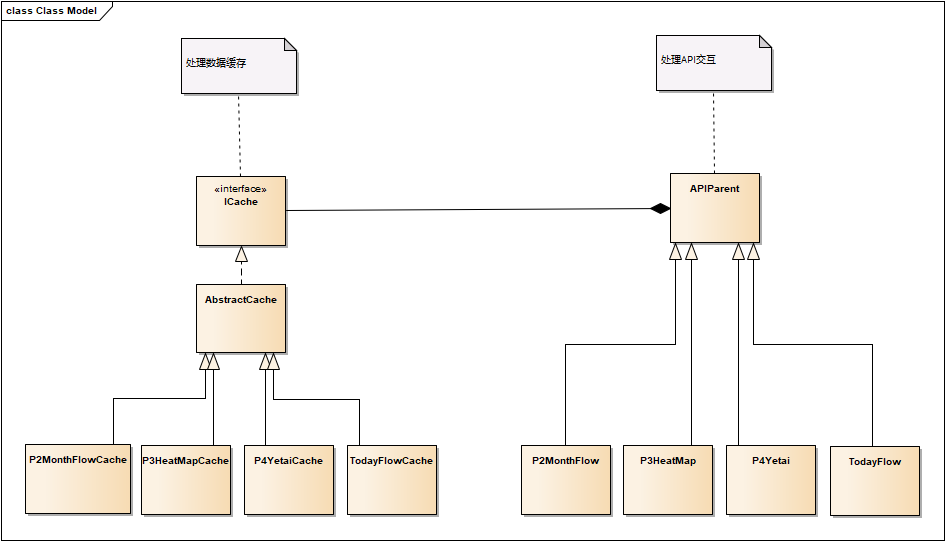 class Class Model
处理数据缓存
处理API交互
«interface»
ICache
APIParent
AbstractCache
P2MonthFlowCache
P3HeatMapCache
P4YetaiCache
TodayFlowCache
P2MonthFlow
P3HeatMap
P4Yetai
TodayFlow